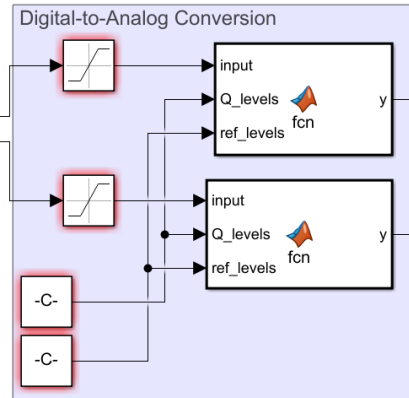 Digital-to-Analog Conversion
input
Q_levels
ref_levels
fcn
y
input
Q_levels
ref_levels
fcn
y
-C-
-C-